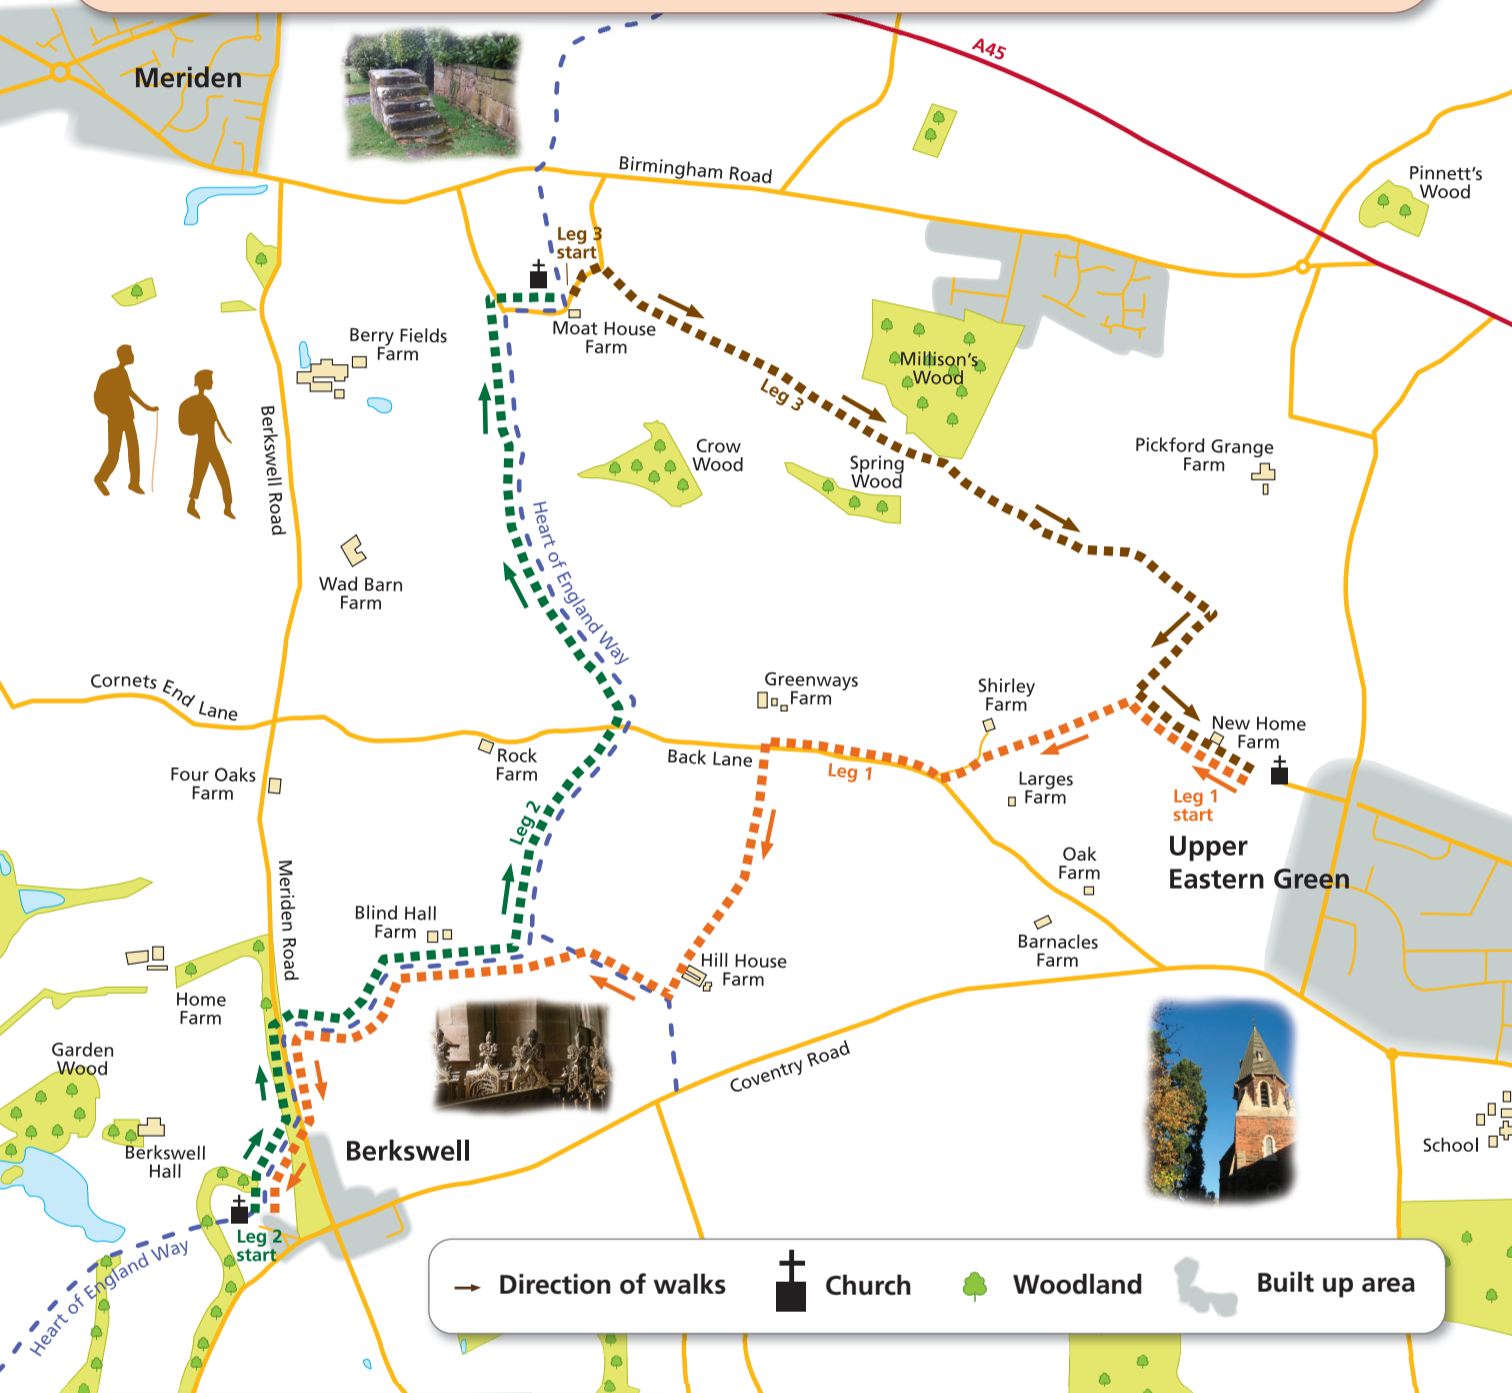 A45
Meriden
Birmingham Road
Pinnett's
Wood
Leg 3
start
Moat House
Farm
Berry Fields
Farm
Millison's
Wood
Leg 3
Berkswell Road
Crow
Wood
Spring
Wood
Pickford Grange
Farm
Heart of England Way
Wad Barn
Farm
Cornets End Lane
Greenways
Farm
Shirley
Farm
New Home
Farm
Rock
Farm
Back Lane
Leg 1
Four Oaks
Farm
Larges
Farm
Leg 1
start
Leg 2
Upper
Eastern Green
Oak
Farm
Meriden Road
Blind Hall
Farm
Barnacles
Farm
Hill House
Farm
Home
Farm
Garden
Wood
Coventry Road
Berkswell
Hall
Berkswell
School
Leg 2
start
Heart of England Way
Direction of walks
Church
Woodland
Built up area